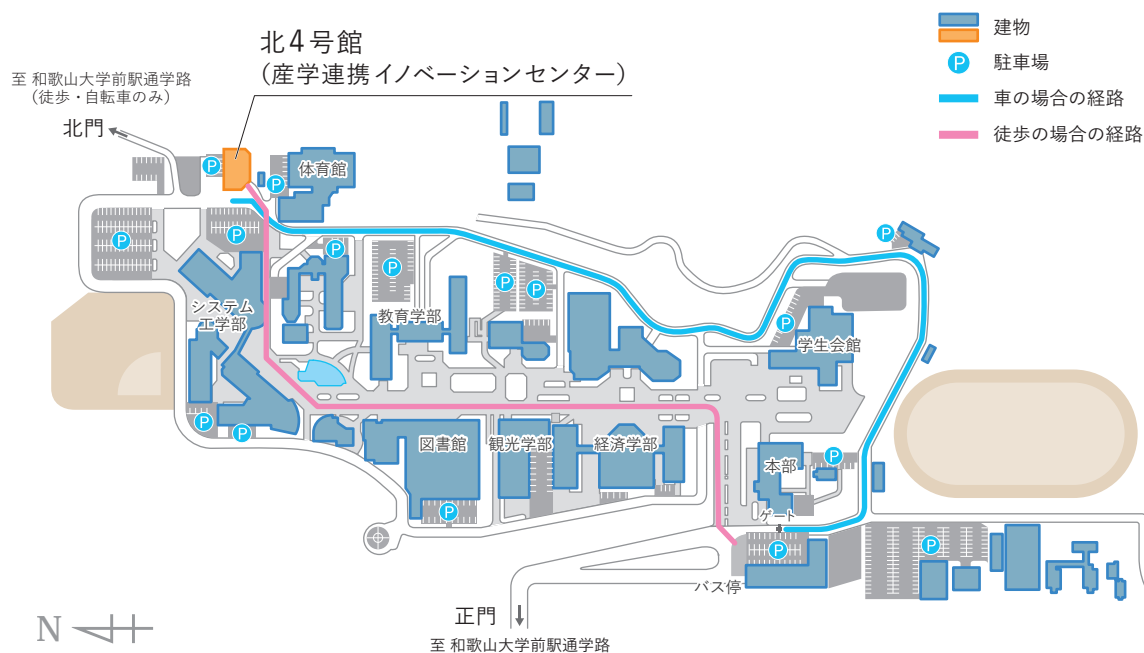 北4号館
(産学連携イノベーションセンター)
至 和歌山大学前駅通学路
(徒歩・自転車のみ)
北門
建物
P
駐車場
車の場合の経路
徒歩の場合の経路
P
P
体育館
P
P
P
P
P
P
P
システム
工学部
教育学部
P
学生会館
P
P
図書館
観光学部
経済学部
本部
P
P
ゲート
P
P
バス停
正門
至 和歌山大学前駅通学路
N